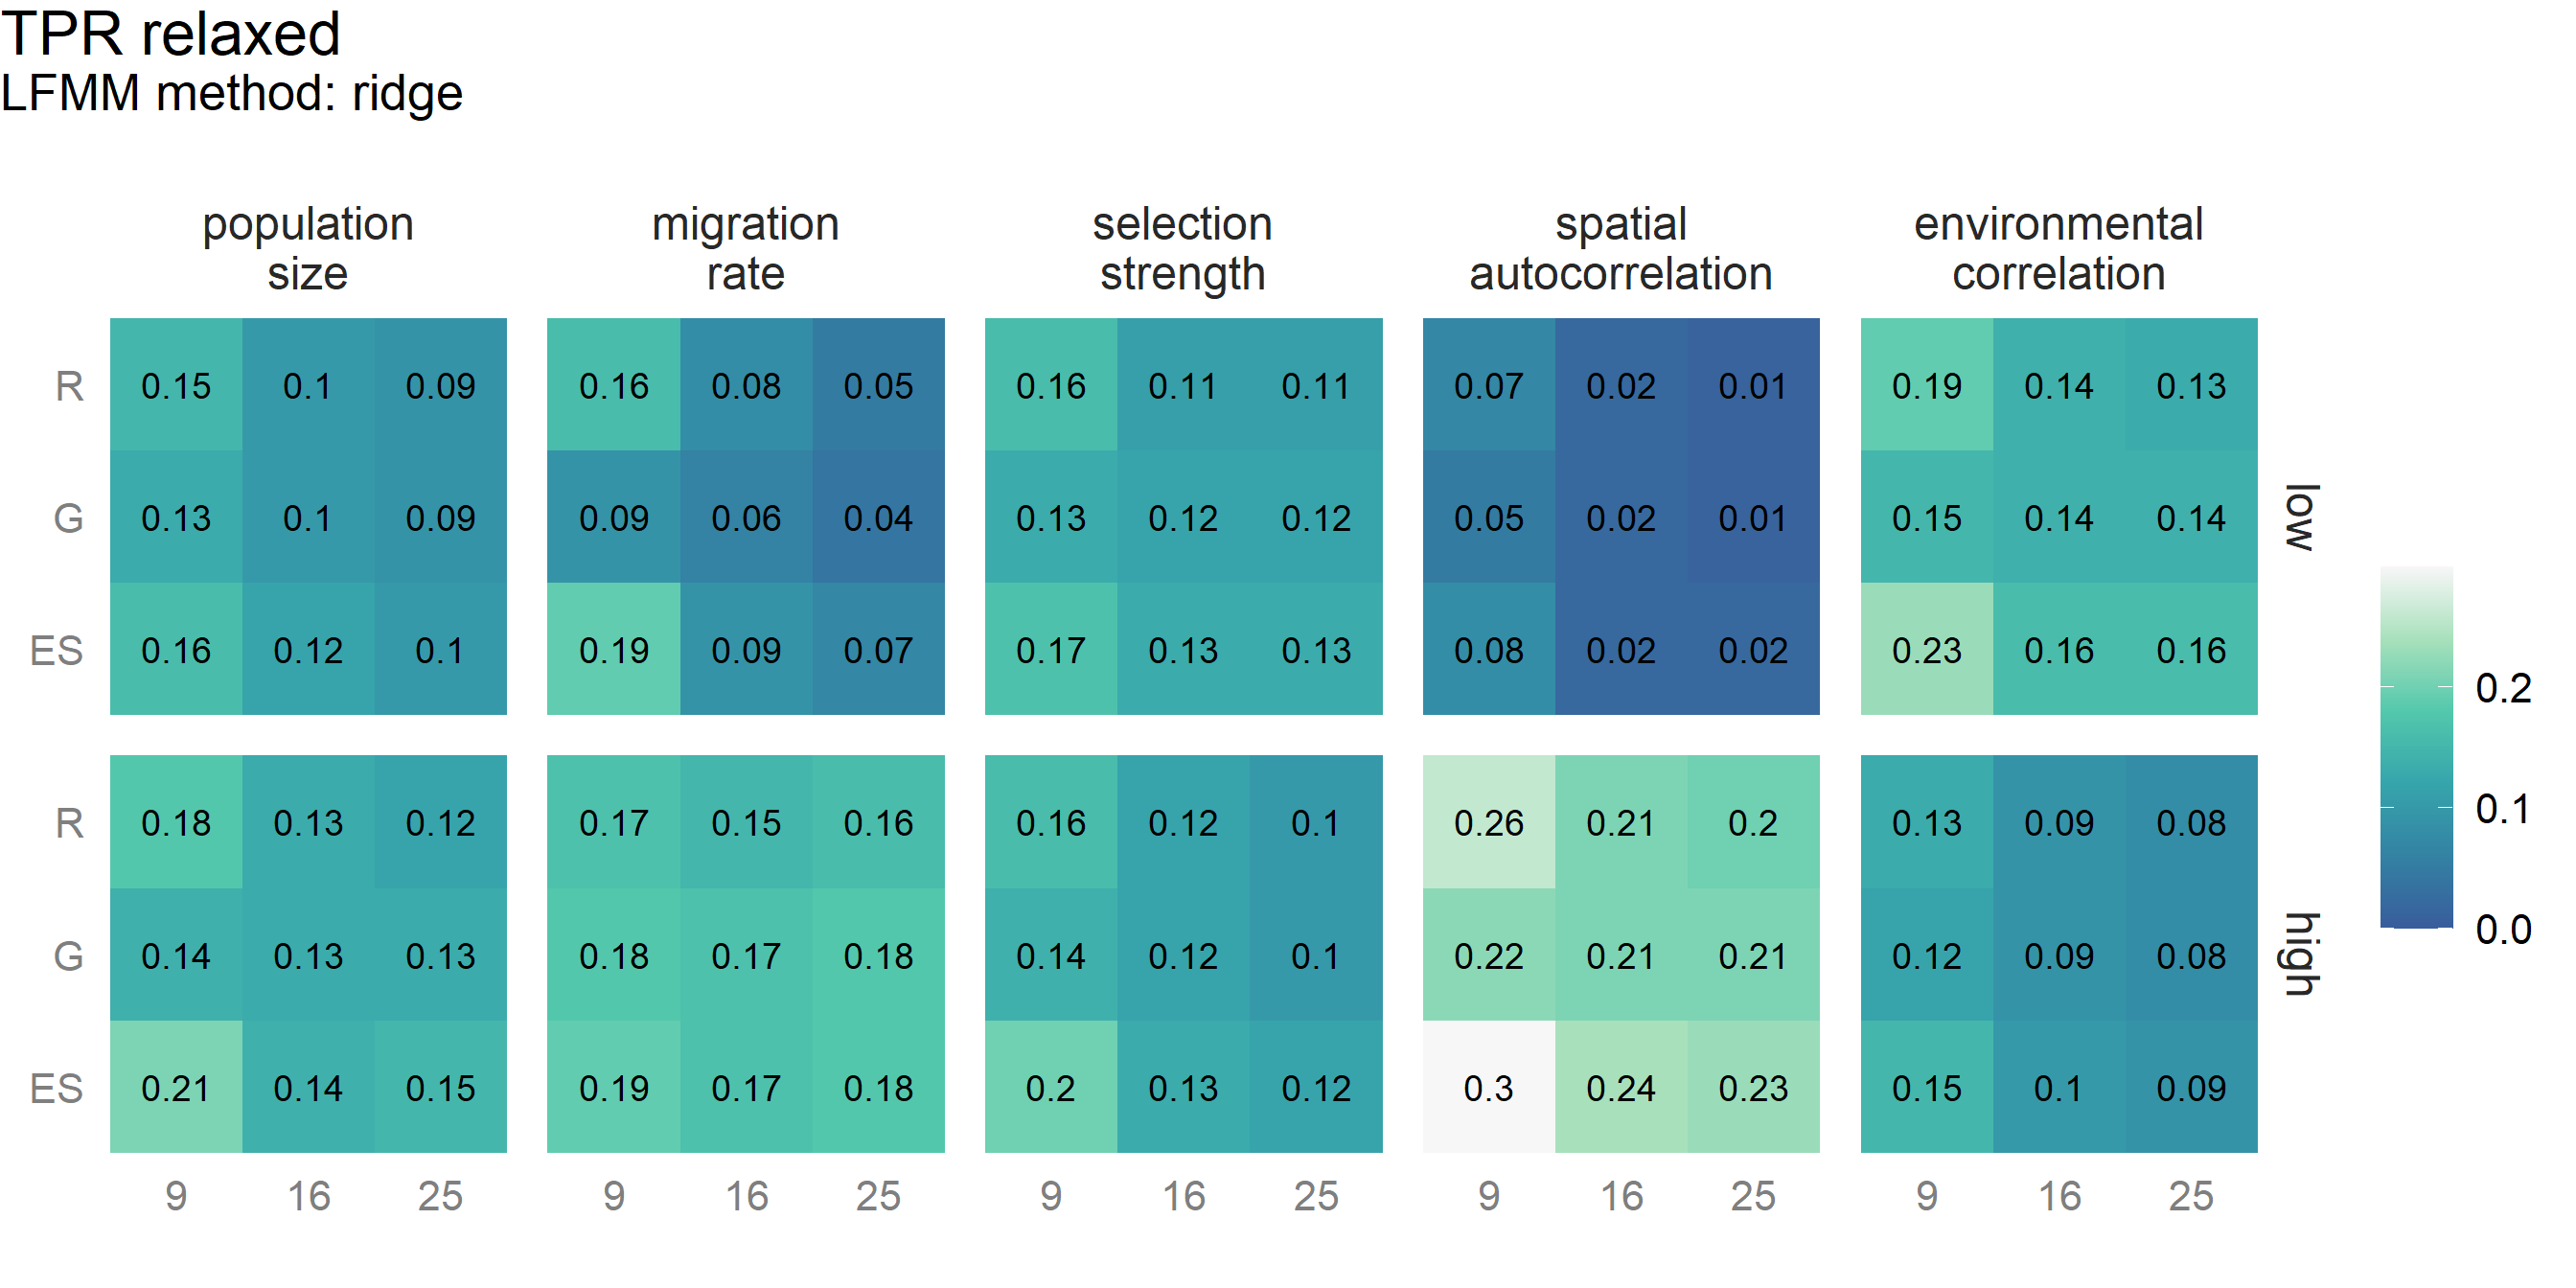 TPR relaxed
LFMM method: ridge
population size
migration rate
selection strength
spatial autocorrelation
environmental correlation
R 0.15 0.1 0.09 0.16 0.08 0.05 0.16 0.11 0.11 0.07 0.02 0.01 0.19 0.14 0.13
G 0.13 0.1 0.09 0.09 0.06 0.04 0.13 0.12 0.12 0.05 0.02 0.01 0.15 0.14 0.14
ES 0.16 0.12 0.1 0.19 0.09 0.07 0.17 0.13 0.13 0.08 0.02 0.02 0.23 0.16 0.16
low
R 0.18 0.13 0.12 0.17 0.15 0.16 0.16 0.12 0.1 0.26 0.21 0.2 0.13 0.09 0.08
G 0.14 0.13 0.13 0.18 0.17 0.18 0.14 0.12 0.1 0.22 0.21 0.21 0.12 0.09 0.08
ES 0.21 0.14 0.15 0.19 0.17 0.18 0.2 0.13 0.12 0.3 0.24 0.23 0.15 0.1 0.09
high
9 16 25 9 16 25 9 16 25 9 16 25 9 16 25
0.2
0.1
0.0